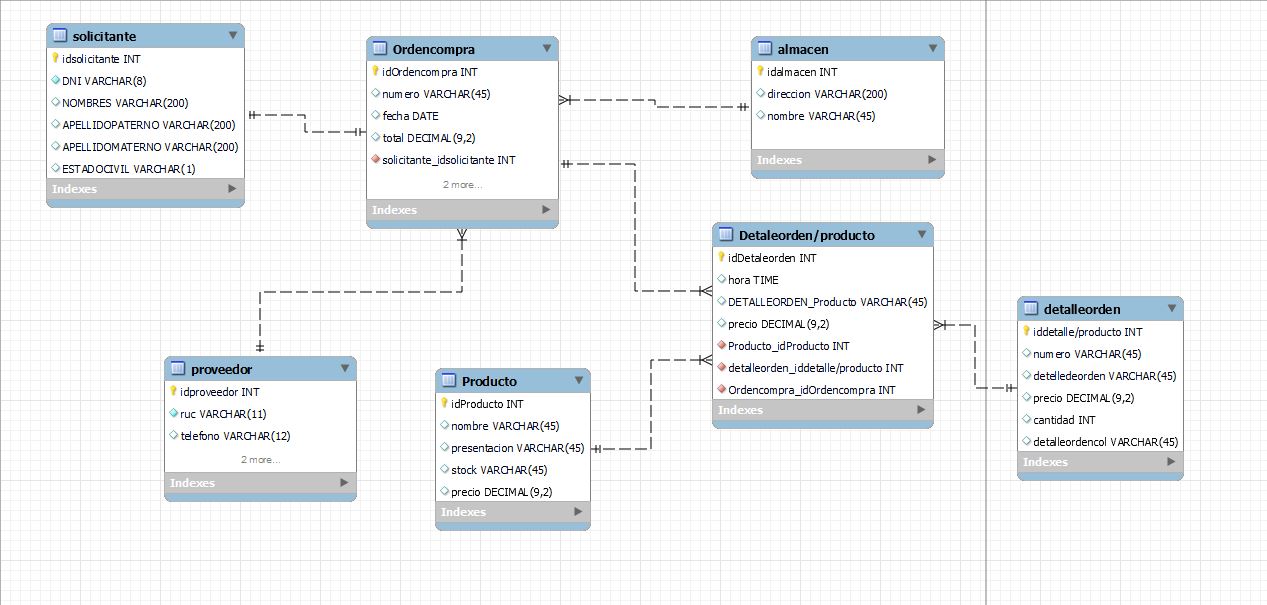 solicitante
idsolicitante INT
DNI VARCHAR(8)
NOMBRES VARCHAR(200)
APELLIDOPATERNO VARCHAR(200)
APELLIDOMATERNO VARCHAR(200)
ESTADOCIVIL VARCHAR(1)
Indexes
Ordencompra
idOrdencompra INT
numero VARCHAR(45)
fecha DATE
total DECIMAL(9,2)
solicitante_idsolicitante INT
2 more...
Indexes
almacen
idalmacen INT
direccion VARCHAR(200)
nombre VARCHAR(45)
Indexes
Detaleorden/producto
idDetaleorden INT
hora TIME
DETALLEORDEN_Producto VARCHAR(45)
precio DECIMAL(9,2)
Producto_idProducto INT
detalleorden_iddetalle/producto INT
Ordencompra_idOrdencompra INT
Indexes
detalleorden
iddetalle/producto INT
numero VARCHAR(45)
detelledeorden VARCHAR(45)
precio DECIMAL(9,2)
cantidad INT
detalleordencol VARCHAR(45)
Indexes
proveedor
idproveedor INT
ruc VARCHAR(11)
telefono VARCHAR(12)
2 more...
Indexes
Producto
idProducto INT
nombre VARCHAR(45)
presentacion VARCHAR(45)
stock VARCHAR(45)
precio DECIMAL(9,2)
Indexes